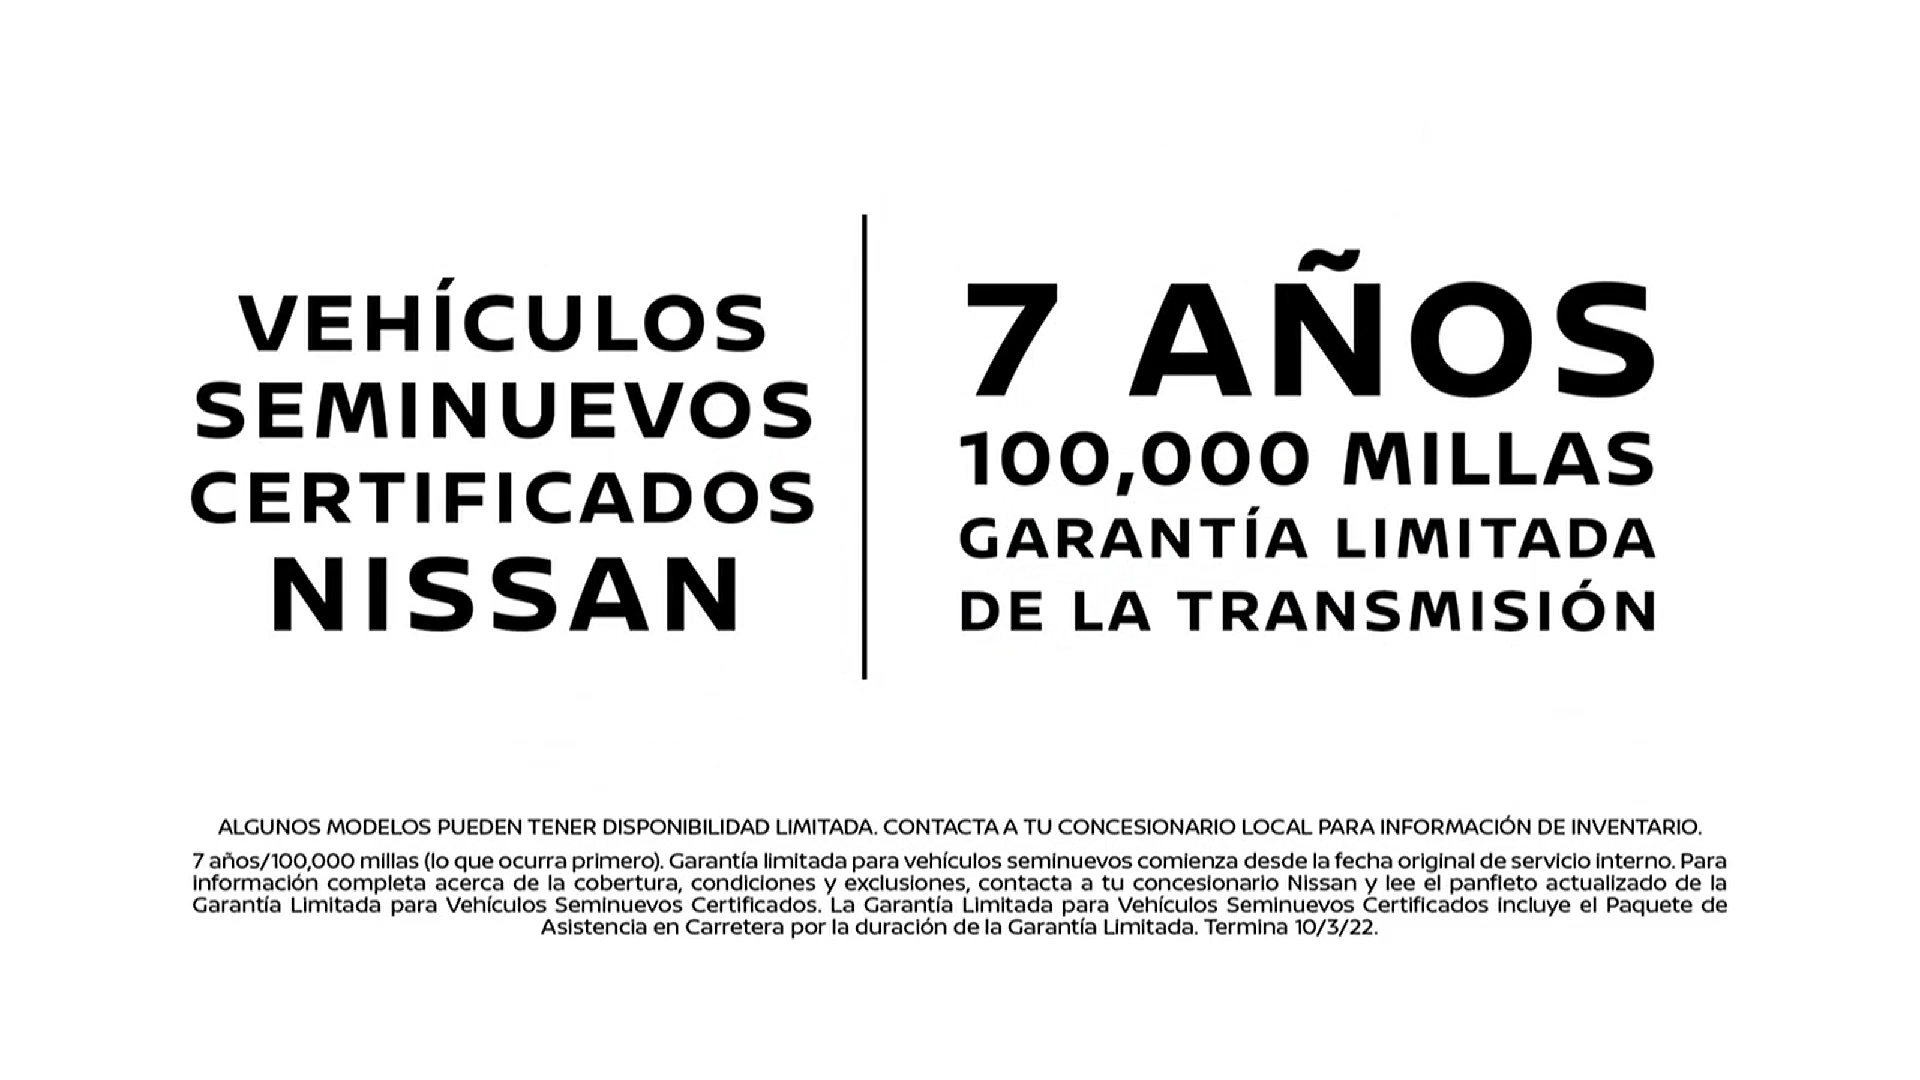 VEHÍCULOS
SEMINUEVOS
CERTIFICADOS
NISSAN
7 AÑOS
100,000 MILLAS
GARANTÍA LIMITADA
DE LA TRANSMISIÓN
ALGUNOS MODELOS PUEDEN TENER DISPONIBILIDAD LIMITADA. CONTACTA A TU CONCESIONARIO LOCAL PARA INFORMACIÓN DE INVENTARIO.
7 años/100,000 millas (lo que ocurra primero). Garantía limitada para vehículos seminuevos comienza desde la fecha original de servicio interno. Para
información completa acerca de la cobertura, condiciones y exclusiones, contacta a tu concesionario Nissan y lee el panfleto actualizado de la
Garantía Limitada para Vehículos Seminuevos Certificados. La Garantía Limitada para Vehículos Seminuevos Certificados incluye el Paquete de
Asistencia en Carretera por la duración de la Garantía Limitada. Termina 10/3/22.